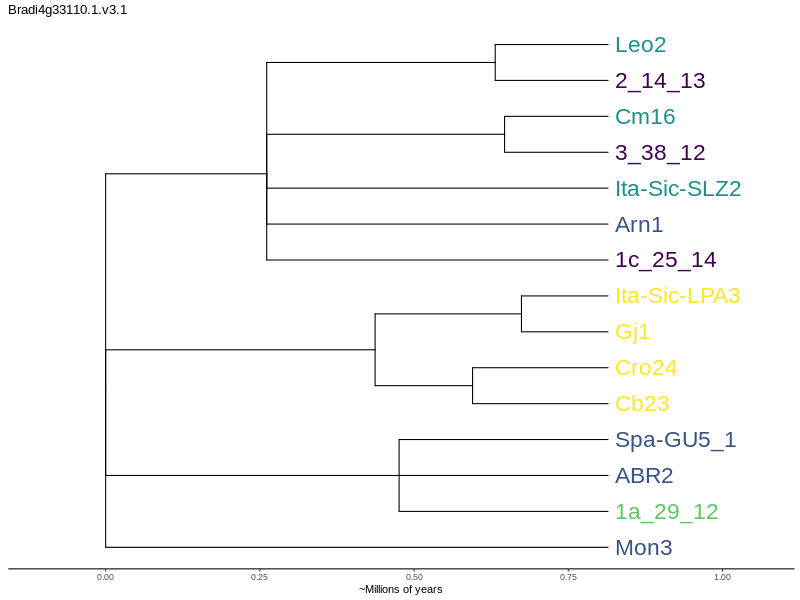 Bradi4g33110.1.v3.1
Leo2
2_14_13
Cm16
3_38_12
Ita-Sic-SLZ2
Arn1
1c_25_14
Ita-Sic-LPA3
Gj1
Cro24
Cb23
Spa-GU5_1
ABR2
1a_29_12
Mon3
0.00 0.25 0.50 0.75 1.00
~Millions of years